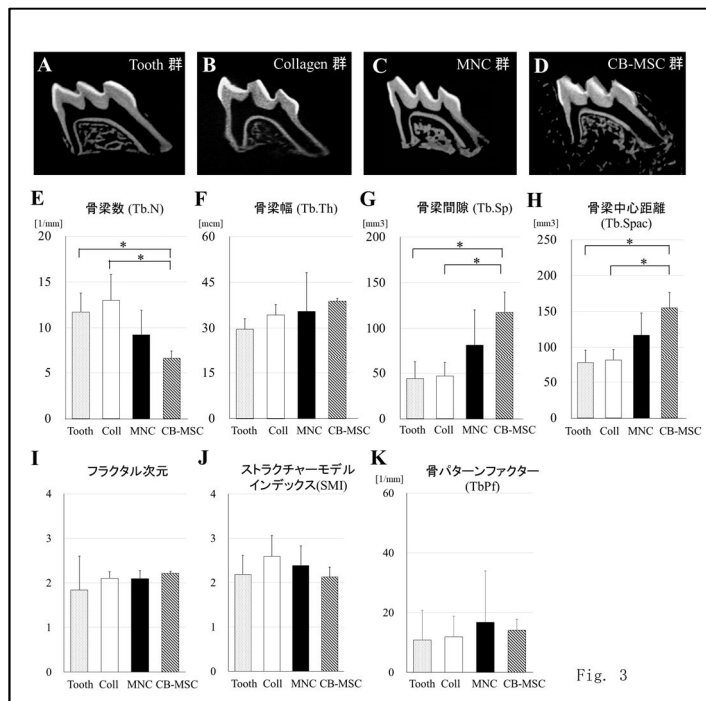 A Tooth 群
B Collagen 群
C MNC 群
D CB-MSC 群
E 骨梁数 (Tb.N)
[1/mm]
20
15
10
5
0
*
*
Tooth Coll MNC CB-MSC
F 骨梁幅 (Tb.Th)
[mcm]
60
30
0
Tooth Coll MNC CB-MSC
G 骨梁間隙 (Tb.Sp)
[mm3]
200
150
100
50
0
*
*
Tooth Coll MNC CB-MSC
H 骨梁中心距離
(Tb.Spac)
[mm3]
250
200
150
100
50
0
*
*
Tooth Coll MNC CB-MSC
I フラクタル次元
4
3
2
1
0
Tooth Coll MNC CB-MSC
J ストラクチャーモデル
インデックス(SMI)
4
3
2
1
0
Tooth Coll MNC CB-MSC
K 骨パターンファクター
(TbPf)
[1/mm]
60
40
20
0
Tooth Coll MNC CB-MSC
Fig. 3